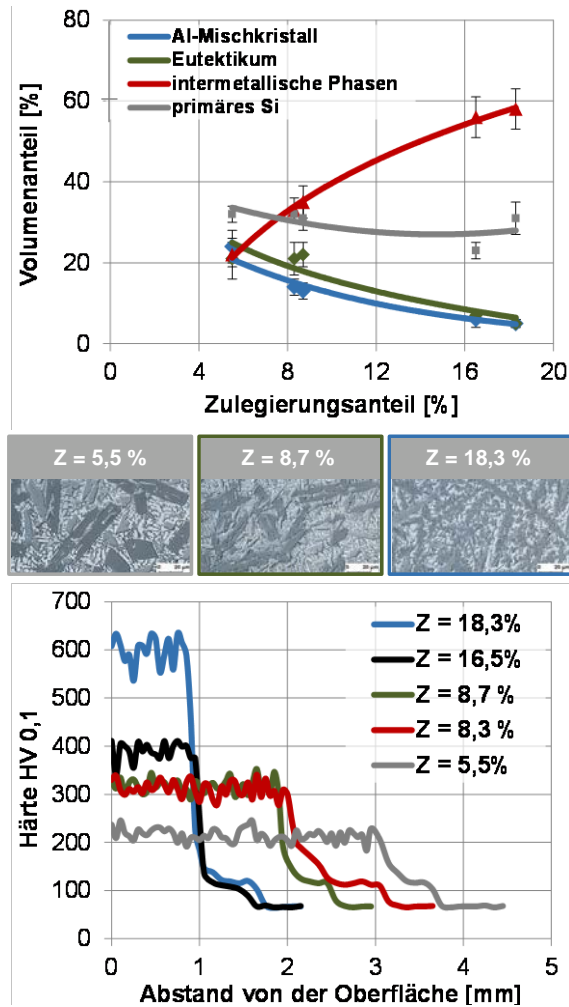 80
60
40
20
0
Volumenanteil [%]
Al-Mischkristall
Eutektikum
intermetallische Phasen
primäres Si
0 4 8 12 16 20
Zulegierungsanteil [%]
Z = 5,5 % Z = 8,7 % Z = 18,3 %
700
600
500
400
300
200
100
0
Härte HV 0,1
Z = 18,3%
Z = 16,5%
Z = 8,7 %
Z = 8,3 %
Z = 5,5%
0 1 2 3 4 5
Abstand von der Oberfläche [mm]